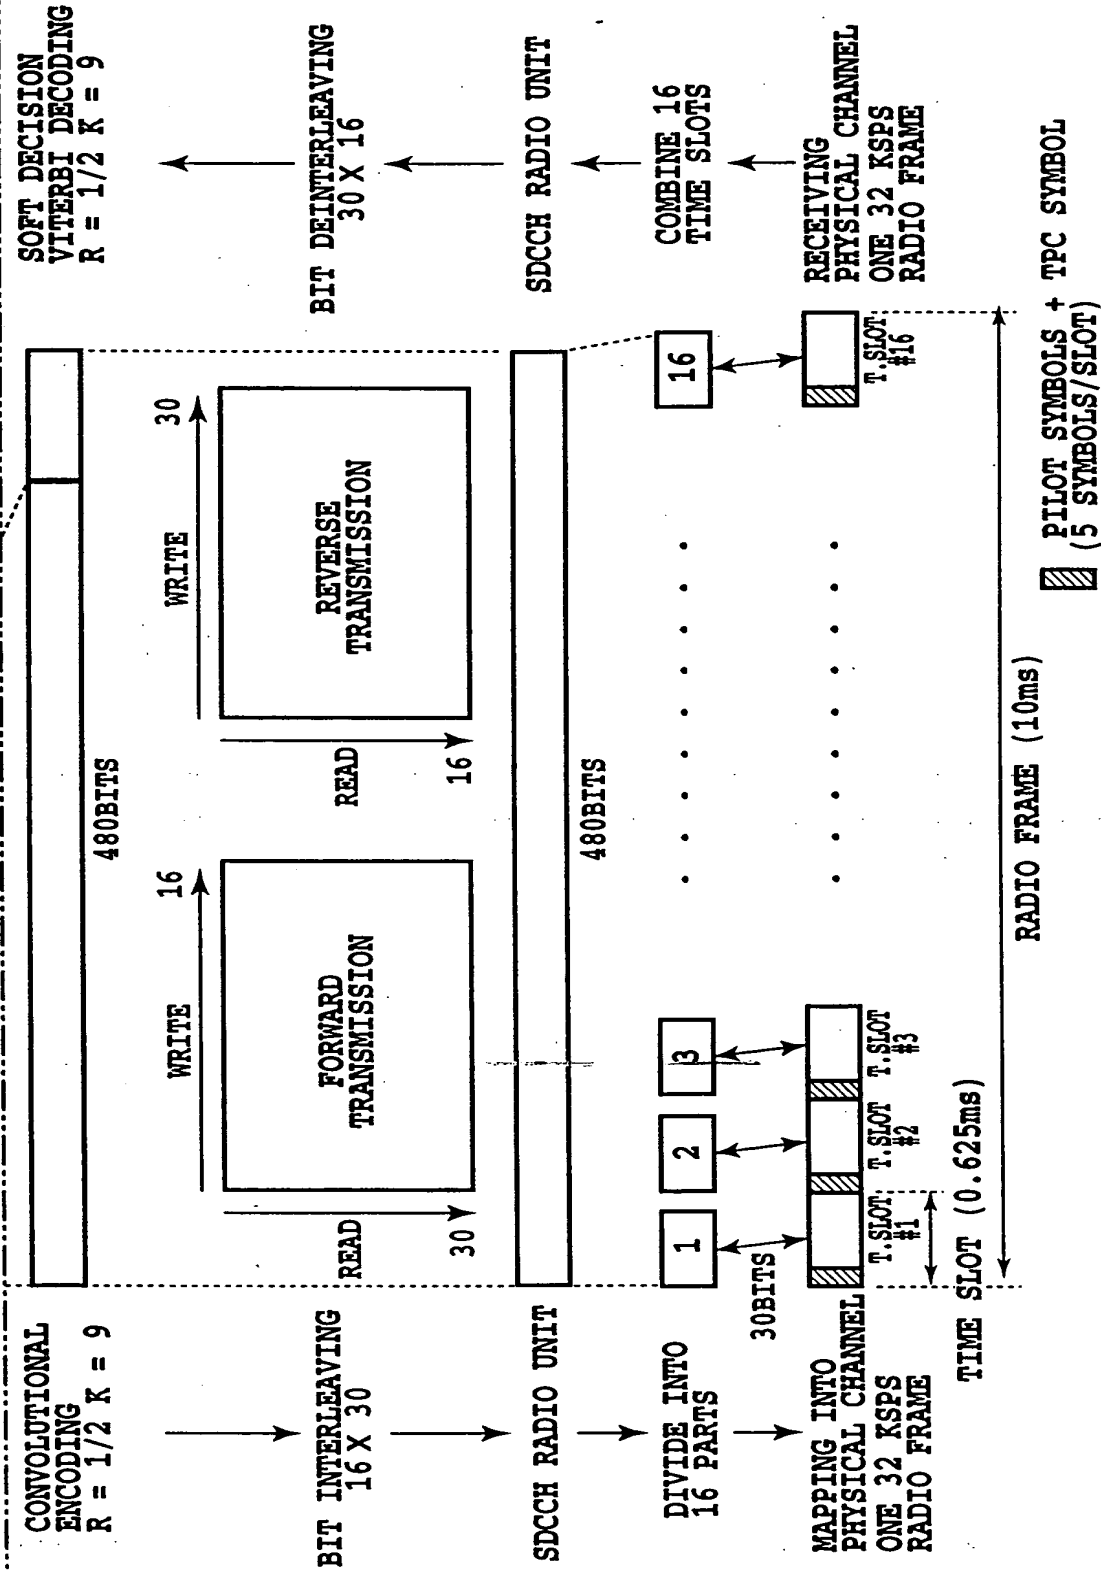 CONVOLUTIONAL
ENCODING
R = 1/2 K = 9
480BITS
SOFT DECISION
VITERBI DECODING
R = 1/2 K = 9
BIT INTERLEAVING
16 X 30
WRITE
16
READ
30
FORWARD
TRANSMISSION
WRITE
30
READ
16
REVERSE
TRANSMISSION
BIT DEINTERLEAVING
30 X 16
SDCCH RADIO UNIT
480BITS
SDCCH RADIO UNIT
DIVIDE INTO
16 PARTS
1
2
3
16
COMBINE 16
TIME SLOTS
30BITS
MAPPING INTO
PHYSICAL CHANNEL
ONE 32 KSPS
RADIO FRAME
T.SLOT
#1
T.SLOT
#2
T.SLOT
#3
T.SLOT
#16
RECEIVING
PHYSICAL CHANNEL
ONE 32 KSPS
RADIO FRAME
TIME SLOT (0.625ms)
RADIO FRAME (10ms)
PILOT SYMBOLS + TPC SYMBOL
(5 SYMBOLS/SLOT)